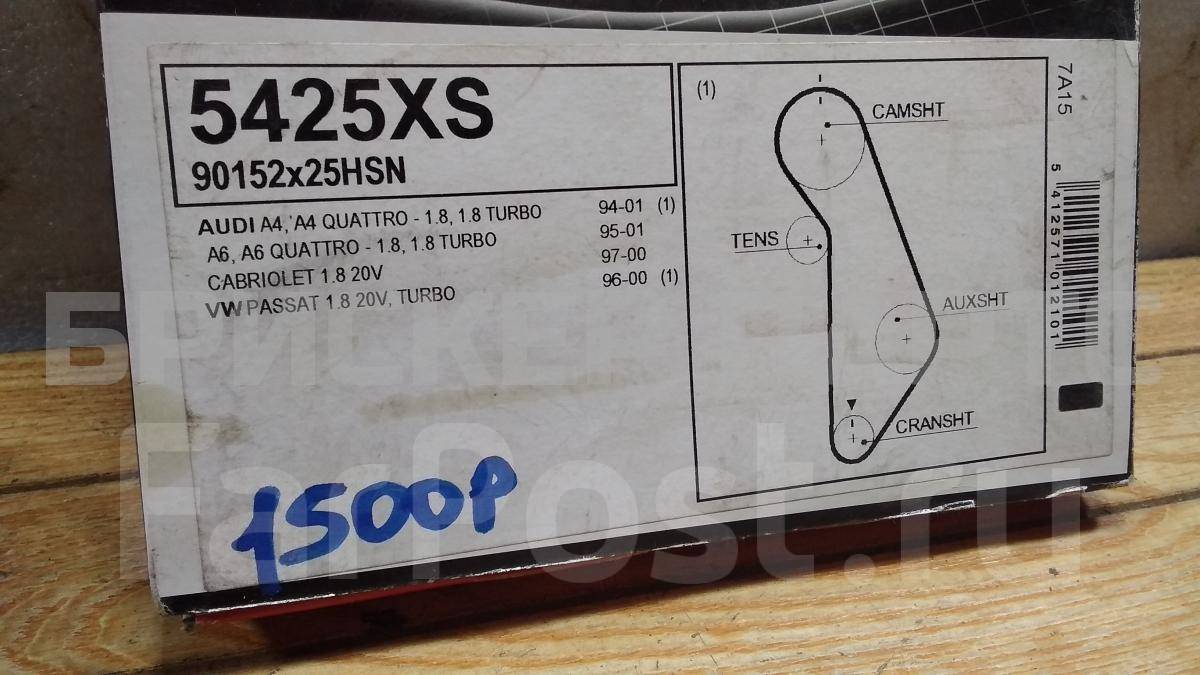 5425XS
90152x25HSN
AUDI A4, A4 QUATTRO - 1.8, 1.8 TURBO 94-01 (1)
A6, A6 QUATTRO - 1.8, 1.8 TURBO 95-01
CABRIOLET 1.8 20V 97-00
VW PASSAT 1.8 20V, TURBO 96-00 (1)
(1)
CAMSHT
TENS
AUXSHT
CRANSHT
7A15
5 412571 012101
1500Р
FarPost.ru